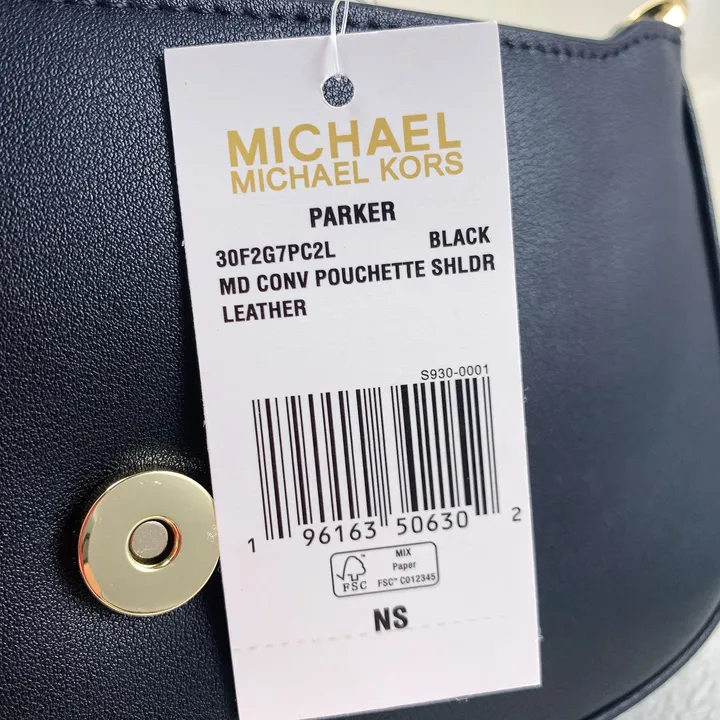 MICHAEL
MICHAEL KORS
PARKER
30F2G7PC2L BLACK
MD CONV POUCHETTE SHLDR
LEATHER
S930-0001
1 96163 50630 2
FSC™
MIX
Paper
FSC™ C012345
NS